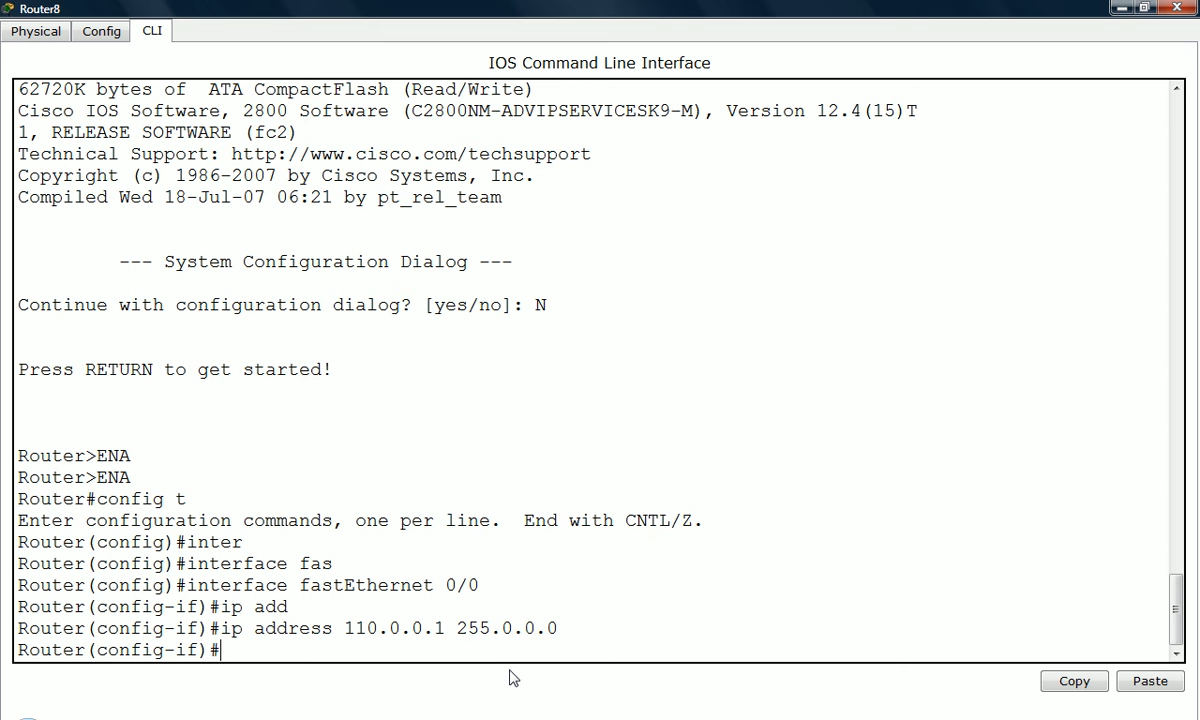 Router8
Physical Config CLI
IOS Command Line Interface
62720K bytes of  ATA CompactFlash (Read/Write)
Cisco IOS Software, 2800 Software (C2800NM-ADVIPSERVICESK9-M), Version 12.4(15)T
1, RELEASE SOFTWARE (fc2)
Technical Support: http://www.cisco.com/techsupport
Copyright (c) 1986-2007 by Cisco Systems, Inc.
Compiled Wed 18-Jul-07 06:21 by pt_rel_team
--- System Configuration Dialog ---
Continue with configuration dialog? [yes/no]: N
Press RETURN to get started!
Router>ENA
Router>ENA
Router#config t
Enter configuration commands, one per line.  End with CNTL/Z.
Router(config)#inter
Router(config)#interface fas
Router(config)#interface fastEthernet 0/0
Router(config-if)#ip add
Router(config-if)#ip address 110.0.0.1 255.0.0.0
Router(config-if)#
Copy Paste